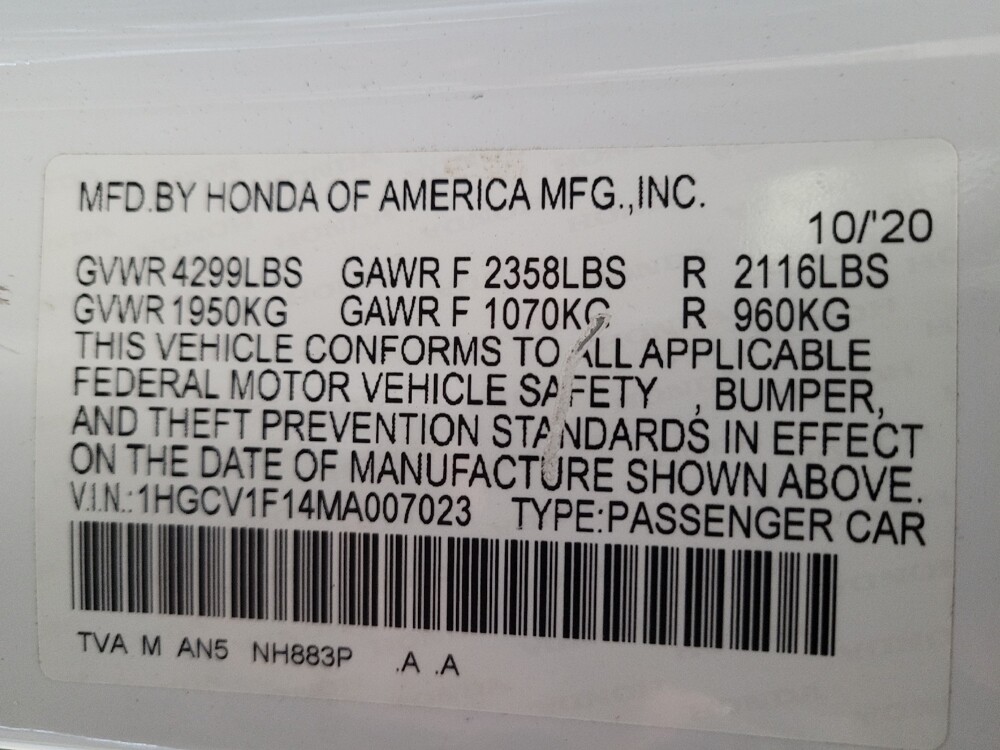 MFD.BY HONDA OF AMERICA MFG.,INC.
10/'20
GVWR 4299LBS GAWR F 2358LBS R 2116LBS
GVWR 1950KG GAWR F 1070KG R 960KG
THIS VEHICLE CONFORMS TO ALL APPLICABLE
FEDERAL MOTOR VEHICLE SAFETY , BUMPER,
AND THEFT PREVENTION STANDARDS IN EFFECT
ON THE DATE OF MANUFACTURE SHOWN ABOVE.
V.I.N.: 1HGCV1F14MA007023 TYPE:PASSENGER CAR
TVA M AN5 NH883P .A .A